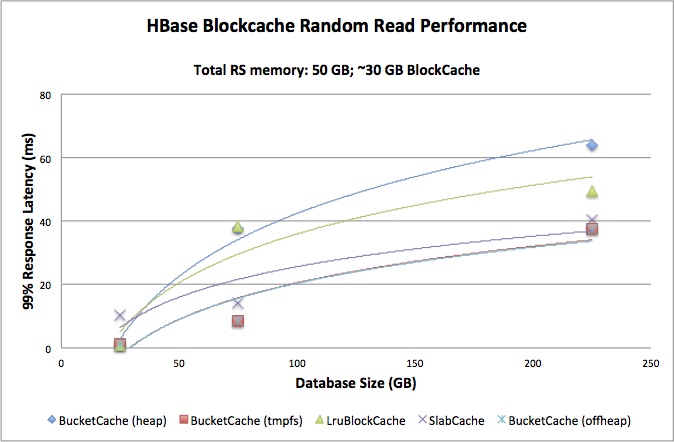 HBase Blockcache Random Read Performance
Total RS memory: 50 GB; ~30 GB BlockCache
99% Response Latency (ms)
80
60
40
20
0
0 50 100 150 200 250
Database Size (GB)
BucketCache (heap) BucketCache (tmpfs) LruBlockCache SlabCache BucketCache (offheap)